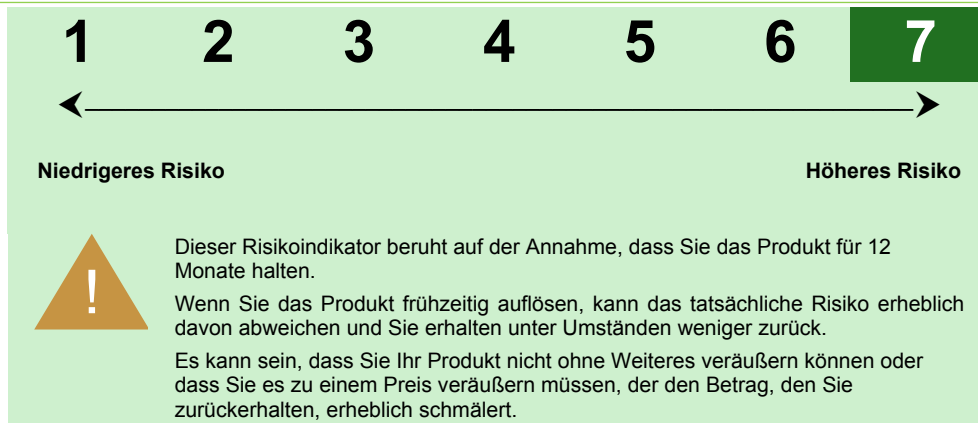 1 2 3 4 5 6 7
Niedrigeres Risiko Höheres Risiko
!
Dieser Risikoindikator beruht auf der Annahme, dass Sie das Produkt für 12
Monate halten.
Wenn Sie das Produkt frühzeitig auflösen, kann das tatsächliche Risiko erheblich
davon abweichen und Sie erhalten unter Umständen weniger zurück.
Es kann sein, dass Sie Ihr Produkt nicht ohne Weiteres veräußern können oder
dass Sie es zu einem Preis veräußern müssen, der den Betrag, den Sie
zurückerhalten, erheblich schmälert.